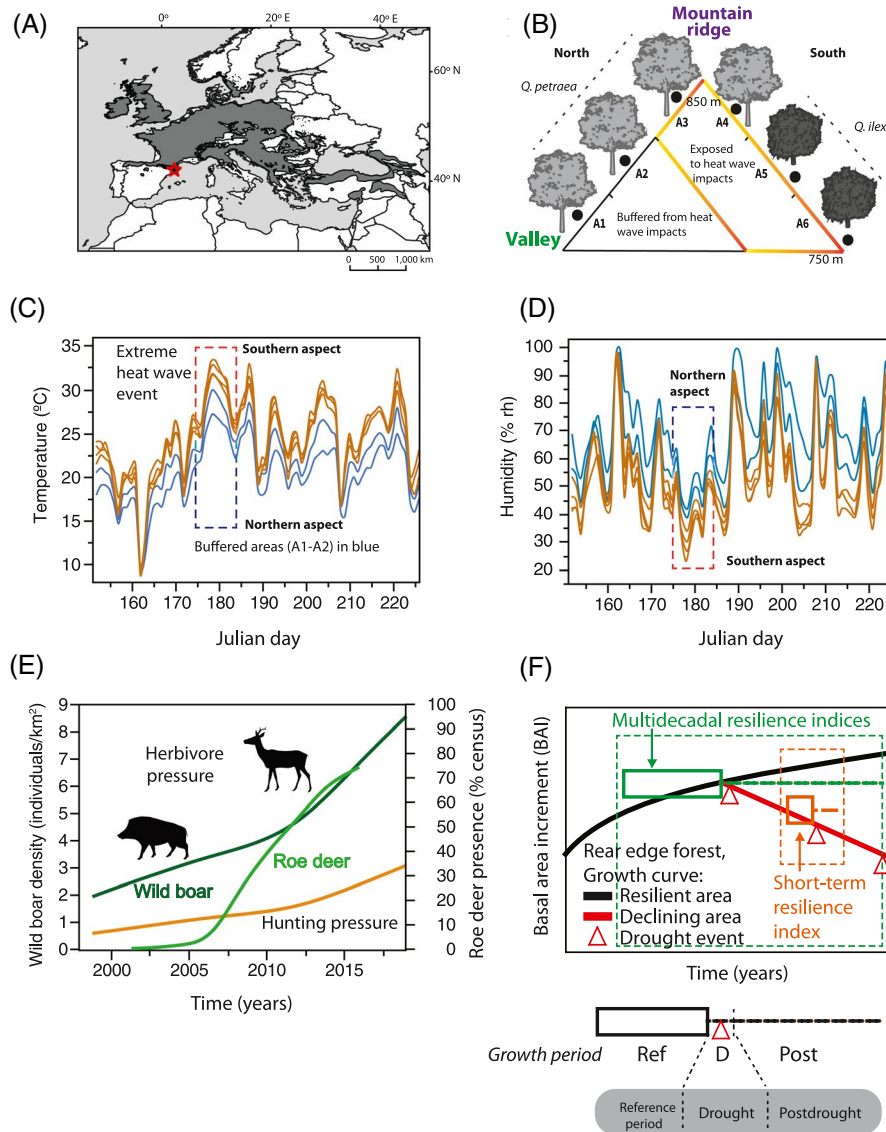 (A)
0°
20° E
40° E
60° N
40° N
0
500
1,000 km
(B)
Mountain
ridge
North
South
Q. petraea
Q. ilex
850 m
A3
A4
Exposed
to heat wave
impacts
A2
A5
Buffered from heat
wave impacts
A1
A6
Valley
750 m
(C)
Temperature (ºC)
35
30
25
20
15
10
Extreme
heat wave
event
Southern aspect
Northern aspect
Buffered areas (A1-A2) in blue
160
170
180
190
200
210
220
Julian day
(D)
Humidity (% rh)
100
90
80
70
60
50
40
30
20
Northern
aspect
Southern aspect
160
170
180
190
200
210
220
Julian day
(E)
Wild boar density (individuals/km²)
9
8
7
6
5
4
3
2
1
0
Herbivore
pressure
Wild boar
Roe deer
Hunting pressure
100
90
80
70
60
50
40
30
20
10
0
Roe deer presence (% census)
2000
2005
2010
2015
Time (years)
(F)
Basal area increment (BAI)
Multidecadal resilience indices
Rear edge forest,
Growth curve:
Resilient area
Declining area
Drought event
Short-term
resilience
index
Time (years)
Growth period
Ref
D
Post
Reference
period
Drought
Postdrought